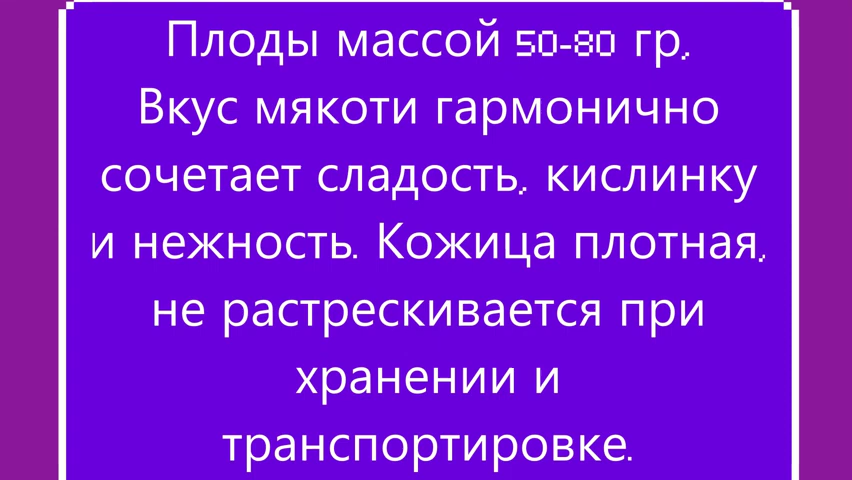 Плоды массой 50-80 гр.
Вкус мякоти гармонично
сочетает сладость, кислинку
и нежность. Кожица плотная,
не растрескивается при
хранении и
транспортировке.